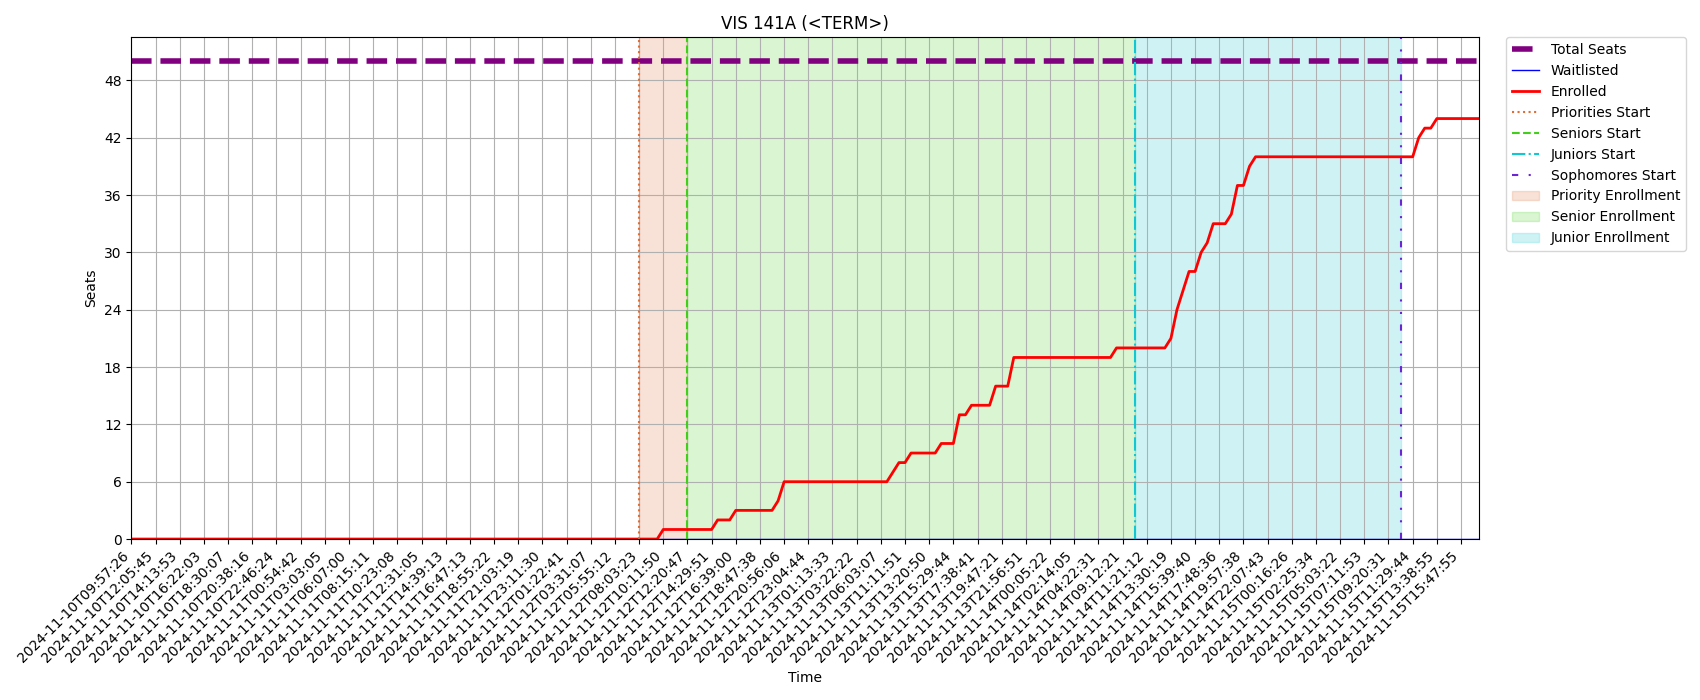 VIS 141A (<TERM>)
Total Seats
Waitlisted
Enrolled
Priorities Start
Seniors Start
Juniors Start
Sophomores Start
Priority Enrollment
Senior Enrollment
Junior Enrollment
Seats
48
42
36
30
24
18
12
6
0
2024-11-10T09:57:26
2024-11-10T12:05:45
2024-11-10T14:13:53
2024-11-10T16:22:03
2024-11-10T18:30:07
2024-11-10T20:38:16
2024-11-10T22:46:24
2024-11-11T00:54:42
2024-11-11T03:03:05
2024-11-11T06:07:00
2024-11-11T08:15:11
2024-11-11T10:23:08
2024-11-11T12:31:05
2024-11-11T14:39:13
2024-11-11T16:47:13
2024-11-11T18:55:22
2024-11-11T21:03:19
2024-11-11T23:11:30
2024-11-12T01:22:41
2024-11-12T03:31:07
2024-11-12T05:55:12
2024-11-12T08:03:23
2024-11-12T10:11:50
2024-11-12T12:20:47
2024-11-12T14:29:51
2024-11-12T16:39:00
2024-11-12T18:47:38
2024-11-12T20:56:06
2024-11-12T23:04:44
2024-11-13T01:13:33
2024-11-13T03:22:22
2024-11-13T06:03:07
2024-11-13T11:11:51
2024-11-13T13:20:50
2024-11-13T15:29:44
2024-11-13T17:38:41
2024-11-13T19:47:21
2024-11-13T21:56:51
2024-11-14T00:05:22
2024-11-14T02:14:05
2024-11-14T04:22:31
2024-11-14T09:12:21
2024-11-14T11:21:12
2024-11-14T13:30:19
2024-11-14T15:39:40
2024-11-14T17:48:36
2024-11-14T19:57:38
2024-11-14T22:07:43
2024-11-15T00:16:26
2024-11-15T02:25:34
2024-11-15T05:03:22
2024-11-15T07:11:53
2024-11-15T09:20:31
2024-11-15T11:29:44
2024-11-15T13:38:55
2024-11-15T15:47:55
Time